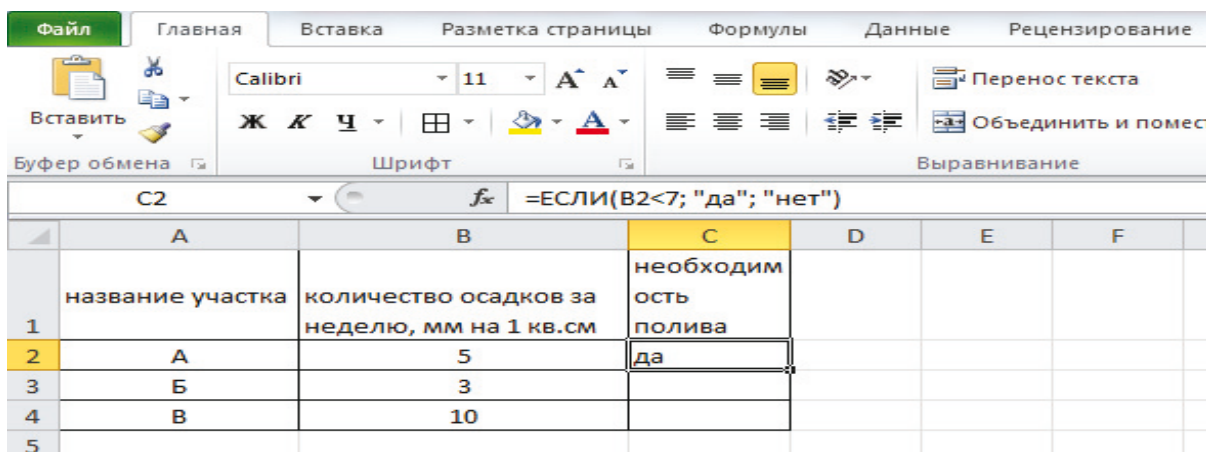 Файл Главная Вставка Разметка страницы Формулы Данные Рецензирование
Calibri 11 A A Перенос текста
Вставить Ж К Ч A Объединить и помес
Буфер обмена Шрифт Выравнивание
C2 fx =ЕСЛИ(B2<7; "да"; "нет")
A B C D E F
необходим
название участка количество осадков за ость
1 неделю, мм на 1 кв.см полива
2 А 5 да
3 Б 3
4 В 10
5